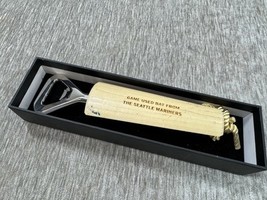 GAME USED BAT FROM
THE SEATTLE MARINERS